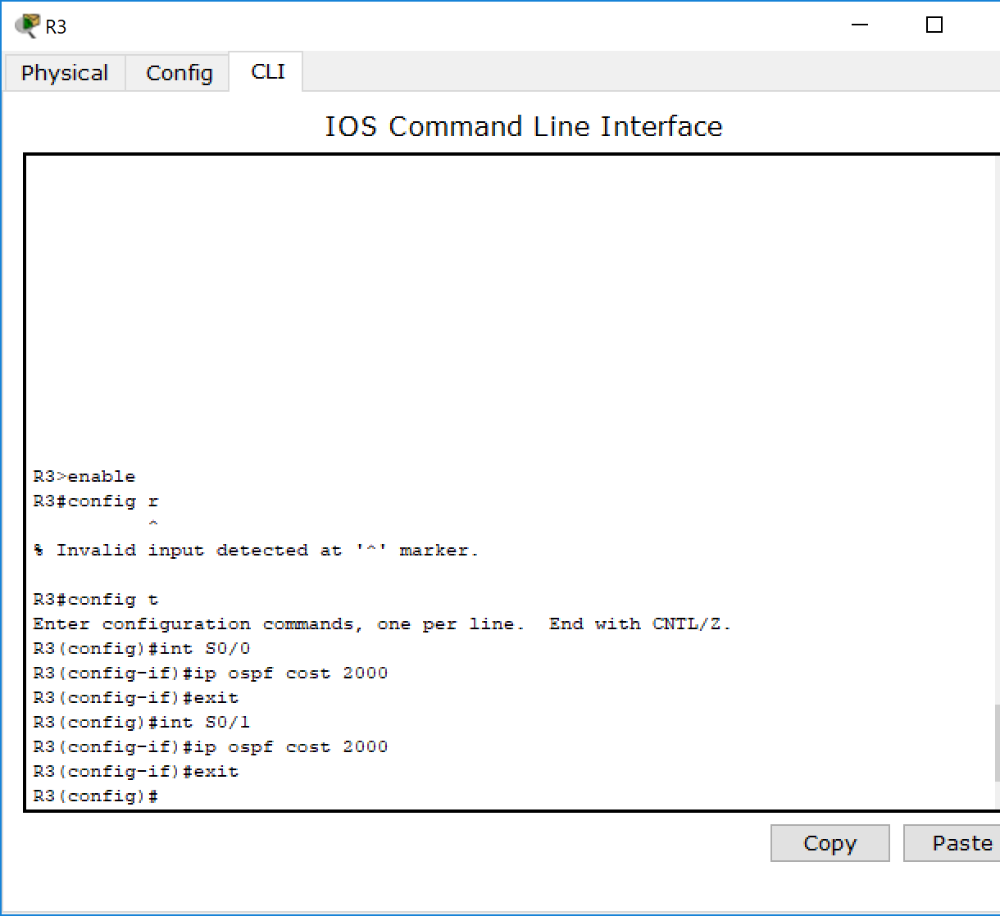 R3
Physical Config CLI
IOS Command Line Interface
R3>enable
R3#config r
^
% Invalid input detected at '^' marker.
R3#config t
Enter configuration commands, one per line.  End with CNTL/Z.
R3(config)#int S0/0
R3(config-if)#ip ospf cost 2000
R3(config-if)#exit
R3(config)#int S0/1
R3(config-if)#ip ospf cost 2000
R3(config-if)#exit
R3(config)#
Copy Paste